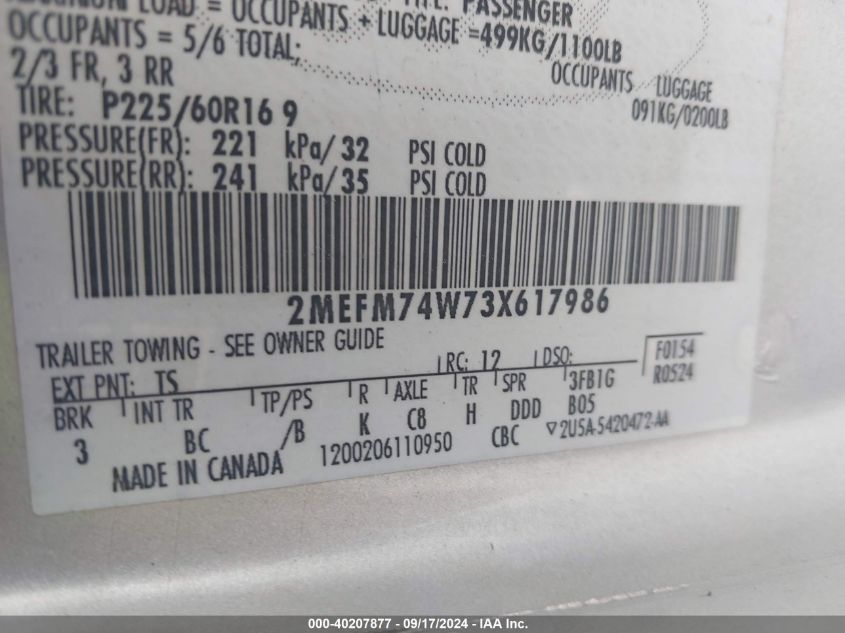 LOAD = OCCUPANTS + LUGGAGE =499KG/1100LB
PASSENGER
OCCUPANTS = 5/6 TOTAL;
2/3 FR, 3 RR
OCCUPANTS LUGGAGE
091KG/0200LB
TIRE: P225/60R16 9
PRESSURE(FR): 221 kPa/ 32 PSI COLD
PRESSURE(RR): 241 kPa/ 35 PSI COLD
2MEFM74W73X617986
TRAILER TOWING - SEE OWNER GUIDE
EXT PNT: TS RC: 12 DSO: F0154
R0524
BRK INT TR TP/PS R AXLE TR SPR 3FB1G
3 BC /B K C8 H DDD B05
MADE IN CANADA 1200206110950 CBC ▽2U5A-5420472-AA
000-40207877 - 09/17/2024 - IAA Inc.